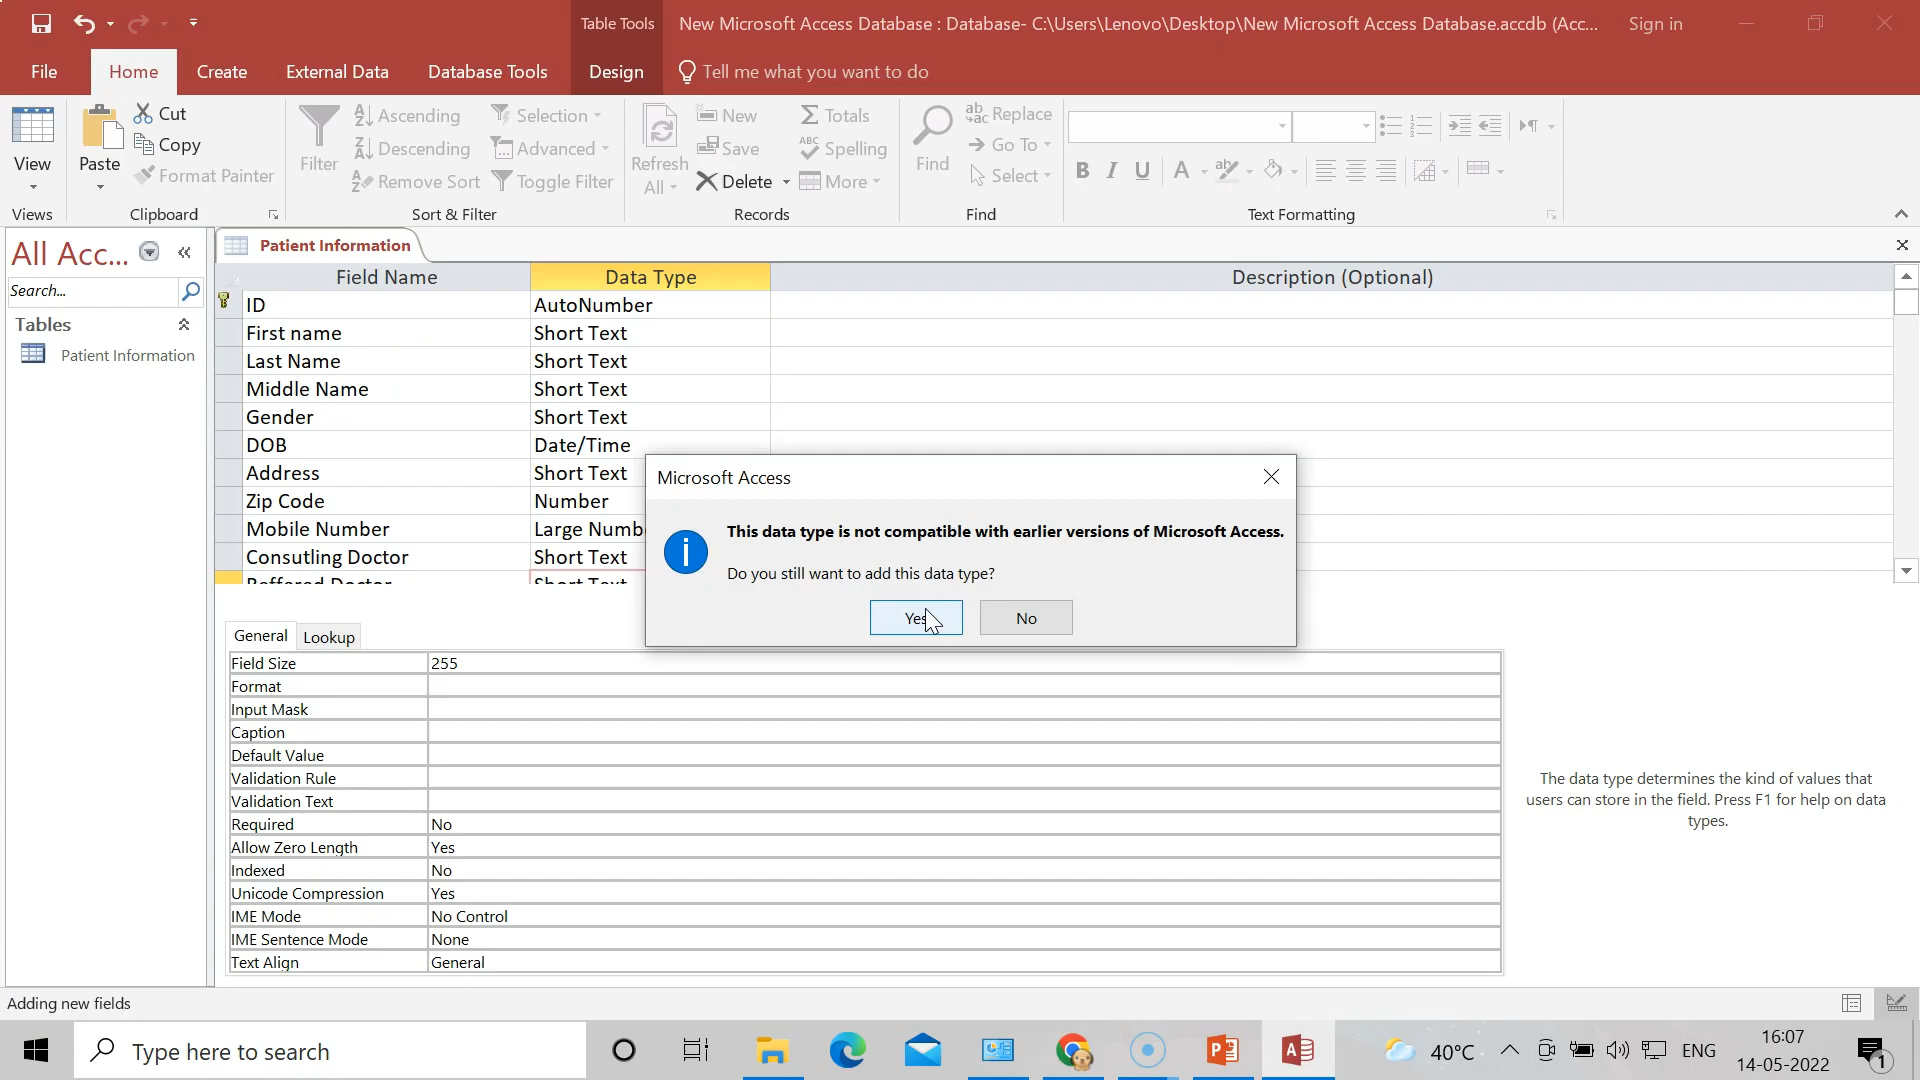 Table Tools
New Microsoft Access Database : Database- C:\Users\Lenovo\Desktop\New Microsoft Access Database.accdb (Acc...
Sign in
File
Home
Create
External Data
Database Tools
Design
Tell me what you want to do
View
Views
Paste
Cut
Copy
Format Painter
Clipboard
Filter
Ascending
Descending
Remove Sort
Selection
Advanced
Toggle Filter
Sort & Filter
Refresh
All
New
Save
Delete
Totals
Spelling
More
Records
Find
Replace
Go To
Select
Find
B I U A
Text Formatting
All Acc...
Search...
Tables
Patient Information
Patient Information
Field Name Data Type Description (Optional)
ID AutoNumber
First name Short Text
Last Name Short Text
Middle Name Short Text
Gender Short Text
DOB Date/Time
Address Short Text
Zip Code Number
Mobile Number Large Numb
Consutling Doctor Short Text
Reffered Doctor Short Text
Microsoft Access
This data type is not compatible with earlier versions of Microsoft Access.
Do you still want to add this data type?
Yes
No
General
Lookup
Field Size 255
Format
Input Mask
Caption
Default Value
Validation Rule
Validation Text
Required No
Allow Zero Length Yes
Indexed No
Unicode Compression Yes
IME Mode No Control
IME Sentence Mode None
Text Align General
The data type determines the kind of values that
users can store in the field. Press F1 for help on data
types.
Adding new fields
Type here to search
40°C
ENG
16:07
14-05-2022
1